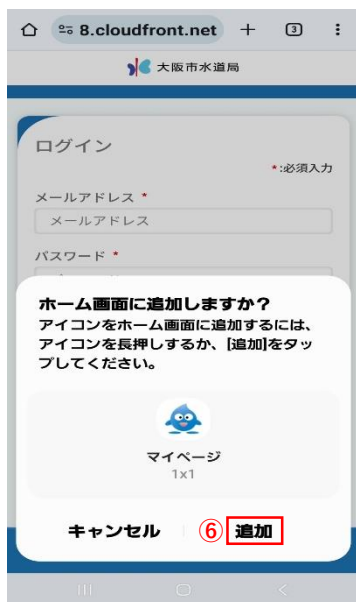 8.cloudfront.net
3
大阪市水道局
ログイン
*:必須入力
メールアドレス *
メールアドレス
パスワード *
ホーム画面に追加しますか？
アイコンをホーム画面に追加するには、
アイコンを長押しするか、[追加]をタッ
プしてください。
マイページ
1x1
キャンセル ⑥ 追加